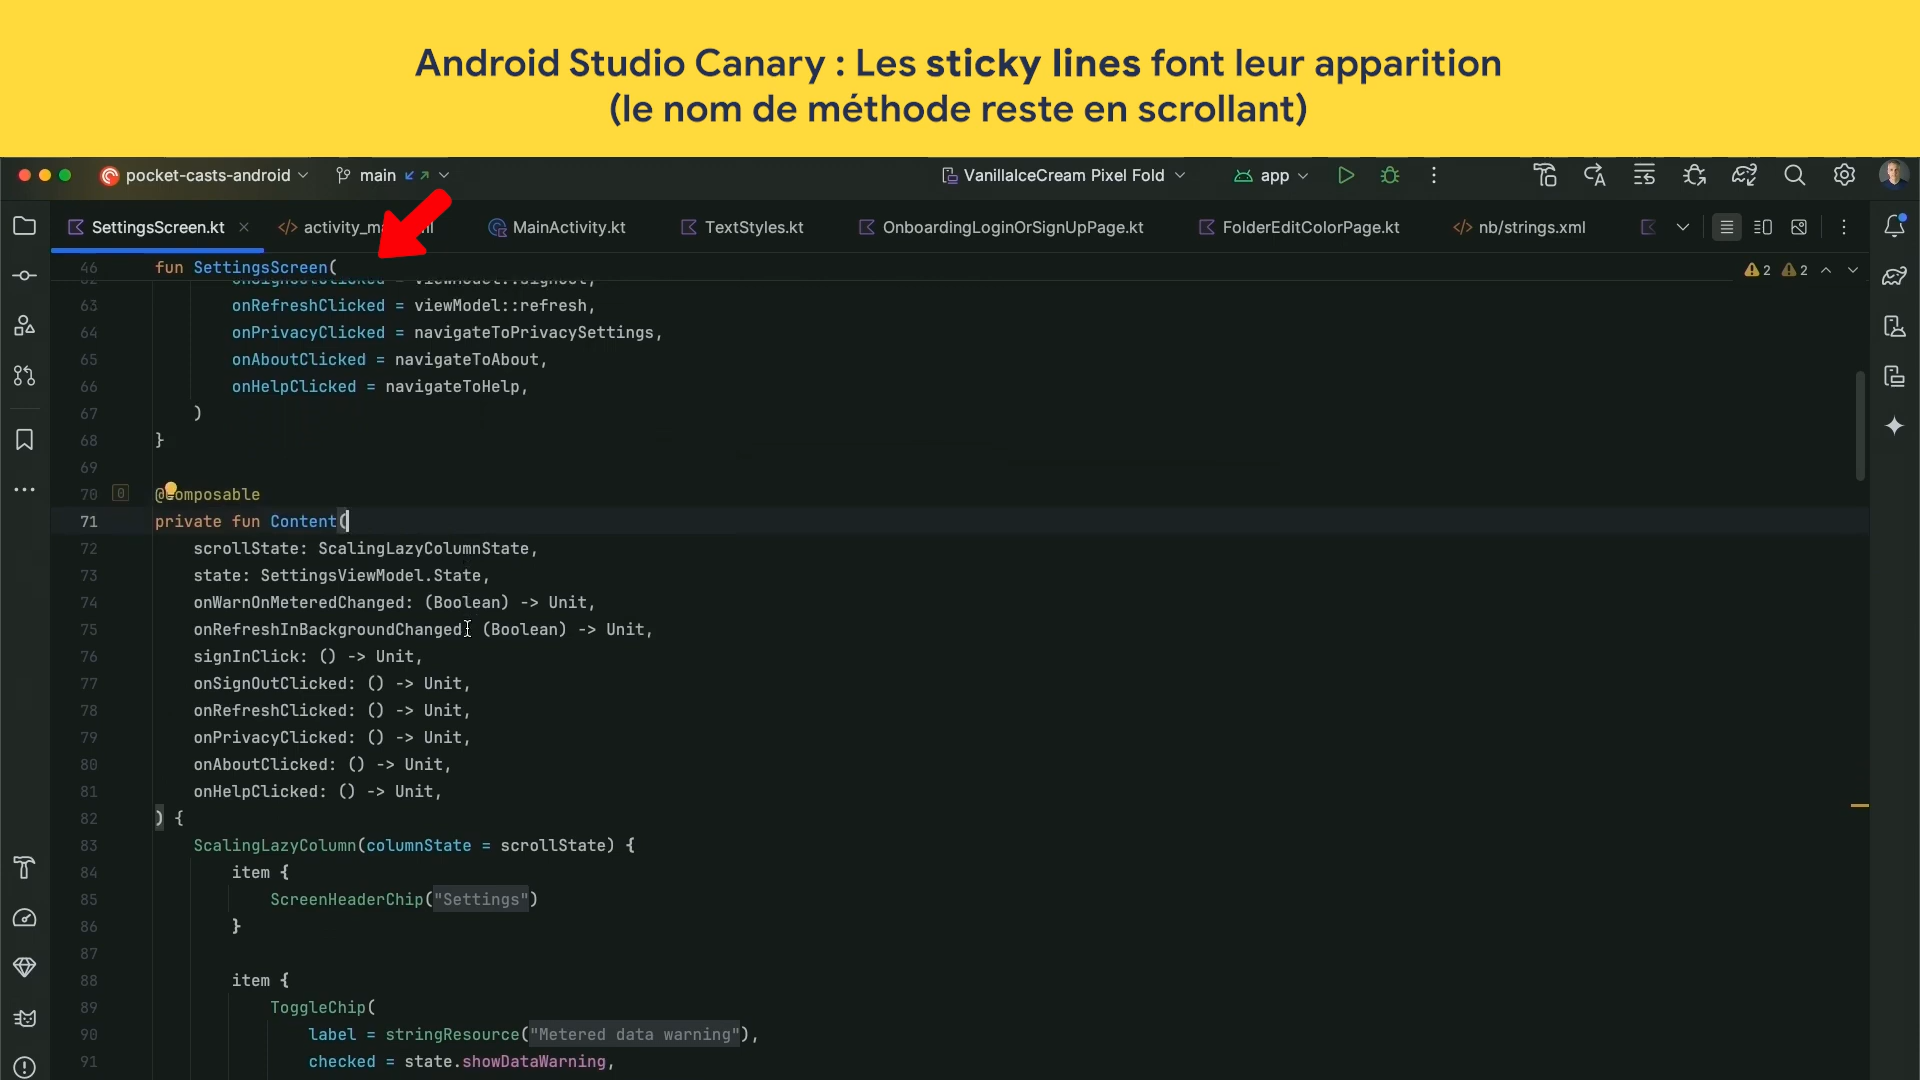 Android Studio Canary : Les sticky lines font leur apparition
(le nom de méthode reste en scrollant)
pocket-casts-android main VanillaIceCream Pixel Fold app
SettingsScreen.kt MainActivity.kt TextStyles.kt OnboardingLoginOrSignUpPage.kt FolderEditColorPage.kt nb/strings.xml
46 fun SettingsScreen( 2 2
63 onRefreshClicked = viewModel::refresh,
64 onPrivacyClicked = navigateToPrivacySettings,
65 onAboutClicked = navigateToAbout,
66 onHelpClicked = navigateToHelp,
67 )
68 }
69
70 @Composable
71 private fun Content(
72 scrollState: ScalingLazyColumnState,
73 state: SettingsViewModel.State,
74 onWarnOnMeteredChanged: (Boolean) -> Unit,
75 onRefreshInBackgroundChanged: (Boolean) -> Unit,
76 signInClick: () -> Unit,
77 onSignOutClicked: () -> Unit,
78 onRefreshClicked: () -> Unit,
79 onPrivacyClicked: () -> Unit,
80 onAboutClicked: () -> Unit,
81 onHelpClicked: () -> Unit,
82 ) {
83 ScalingLazyColumn(columnState = scrollState) {
84 item {
85 ScreenHeaderChip("Settings")
86 }
87
88 item {
89 ToggleChip(
90 label = stringResource("Metered data warning"),
91 checked = state.showDataWarning,